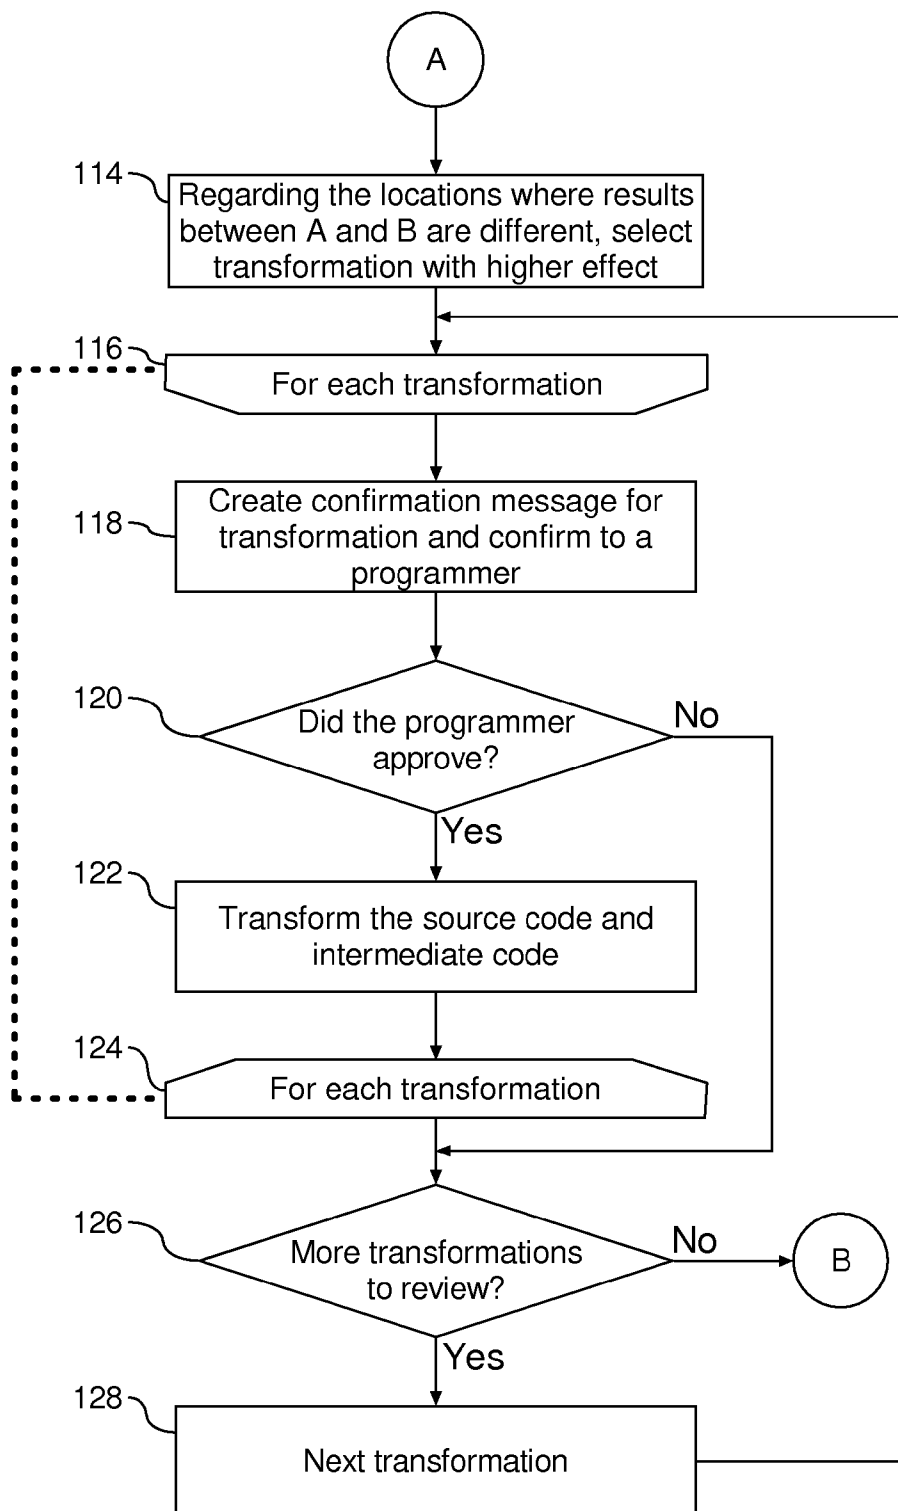 A
114
Regarding the locations where results
between A and B are different, select
transformation with higher effect
116
For each transformation
118
Create confirmation message for
transformation and confirm to a
programmer
120
Did the programmer
approve?
No
Yes
122
Transform the source code and
intermediate code
124
For each transformation
126
More transformations
to review?
No
B
Yes
128
Next transformation